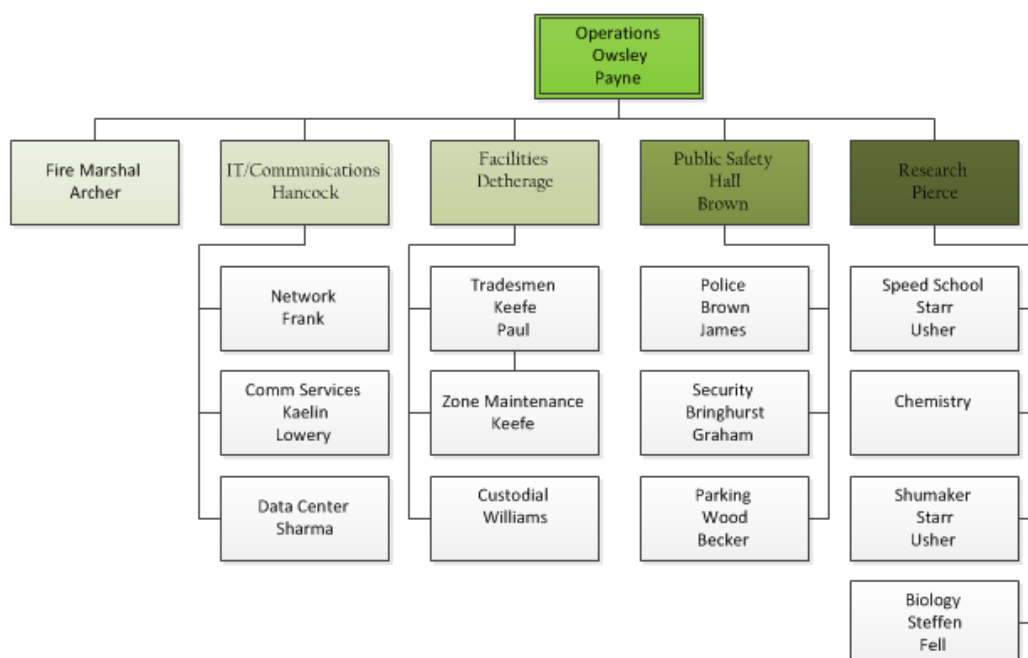 Operations
Owsley
Payne
Fire Marshal
Archer
IT/Communications
Hancock
Facilities
Detherage
Public Safety
Hall
Brown
Research
Pierce
Network
Frank
Comm Services
Kaelin
Lowery
Data Center
Sharma
Tradesmen
Keefe
Paul
Zone Maintenance
Keefe
Custodial
Williams
Police
Brown
James
Security
Bringhurst
Graham
Parking
Wood
Becker
Speed School
Starr
Usher
Chemistry
Shumaker
Starr
Usher
Biology
Steffen
Fell